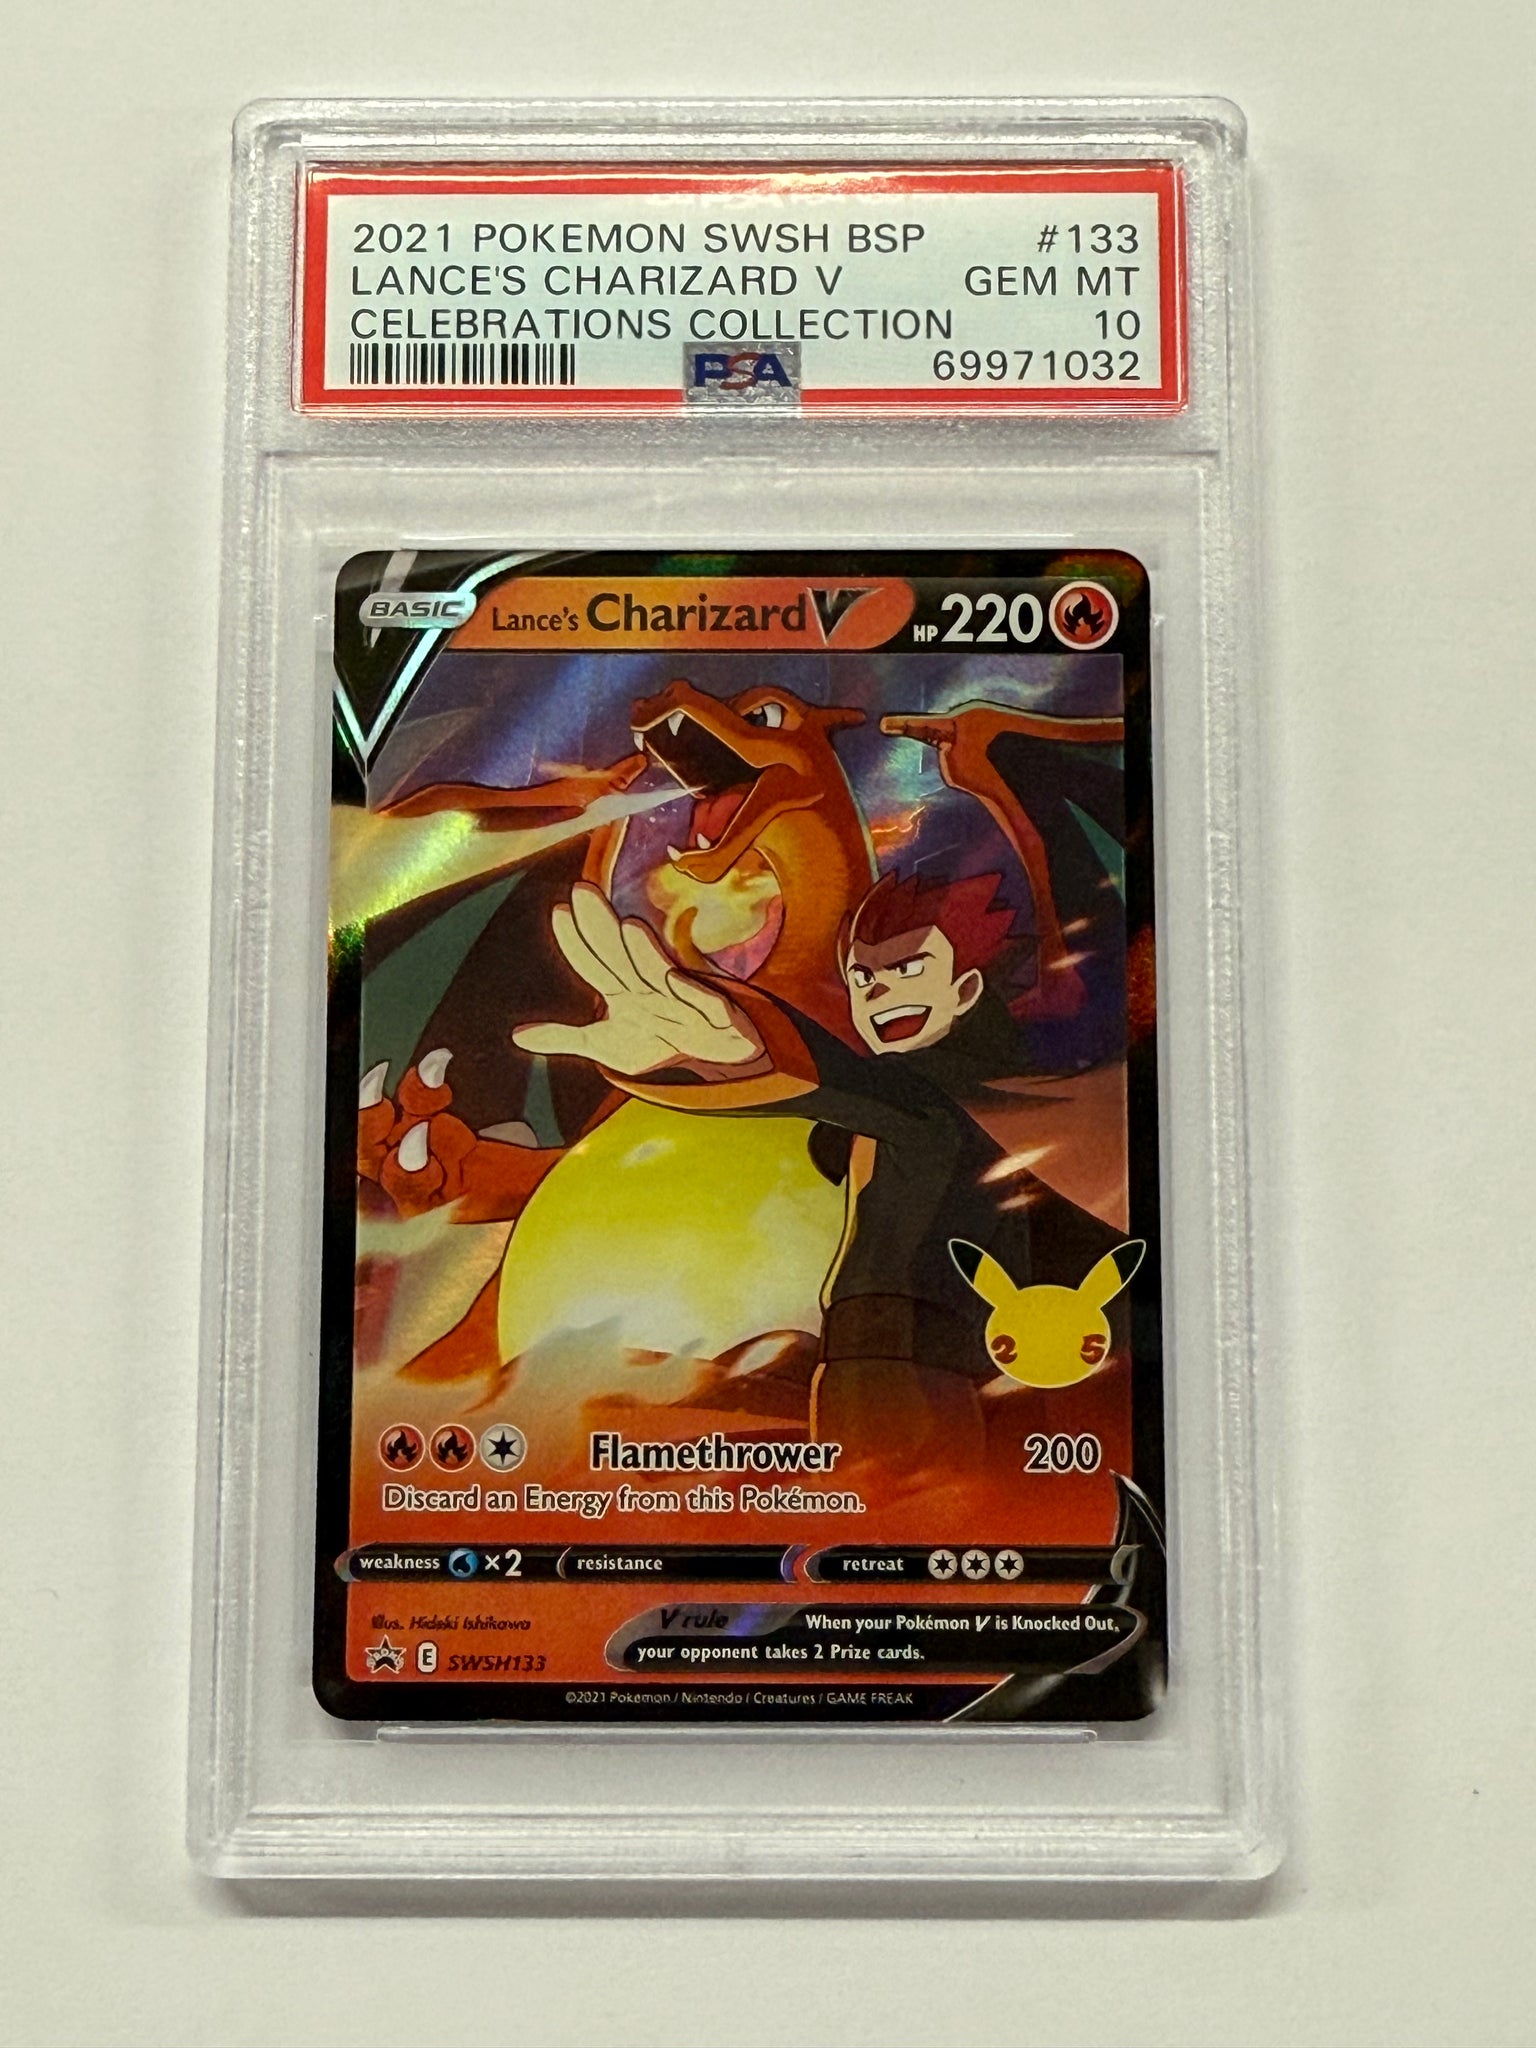 2021 POKEMON SWSH BSP #133
LANCE'S CHARIZARD V GEM MT
CELEBRATIONS COLLECTION 10
PSA 69971032
BASIC Lance's Charizard V HP 220
25
Flamethrower 200
Discard an Energy from this Pokémon.
weakness ×2 resistance retreat
Illus. Hideki Ishikawa
V rule When your Pokémon V is Knocked Out,
your opponent takes 2 Prize cards.
E SWSH133
©2021 Pokémon / Nintendo / Creatures / GAME FREAK